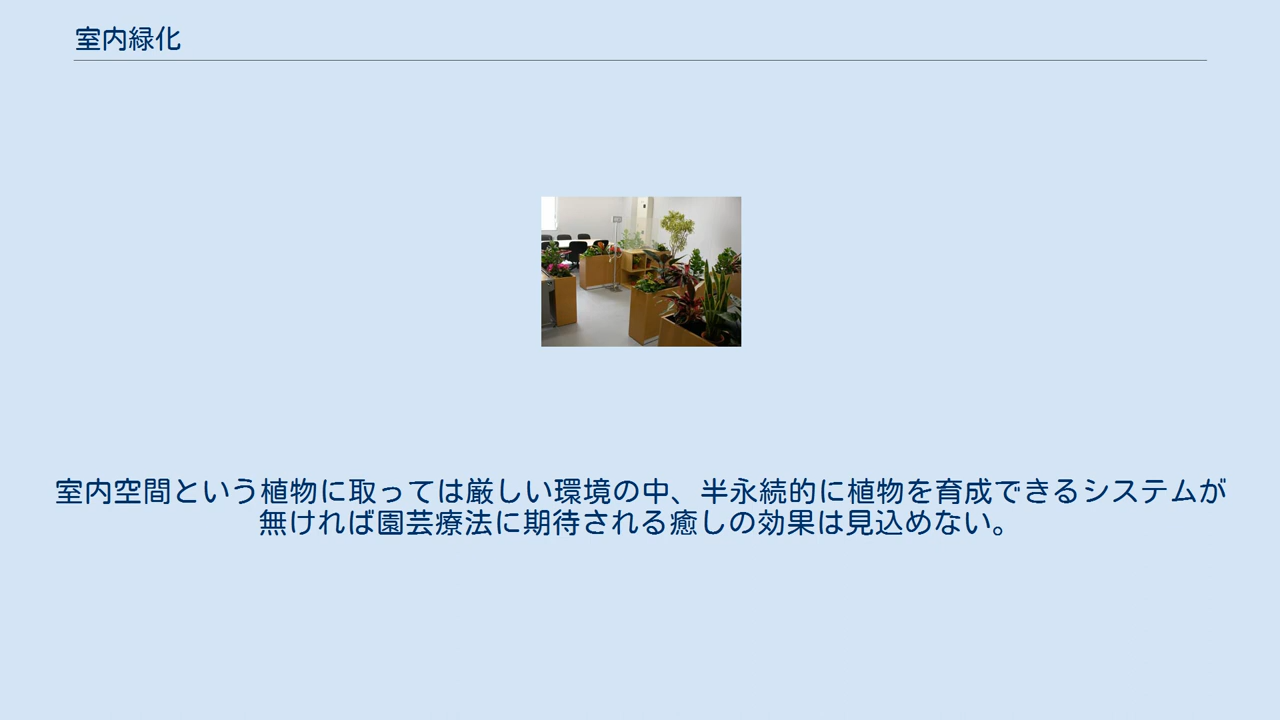 室内緑化
室内空間という植物に取っては厳しい環境の中、半永続的に植物を育成できるシステムが
無ければ園芸療法に期待される癒しの効果は見込めない。